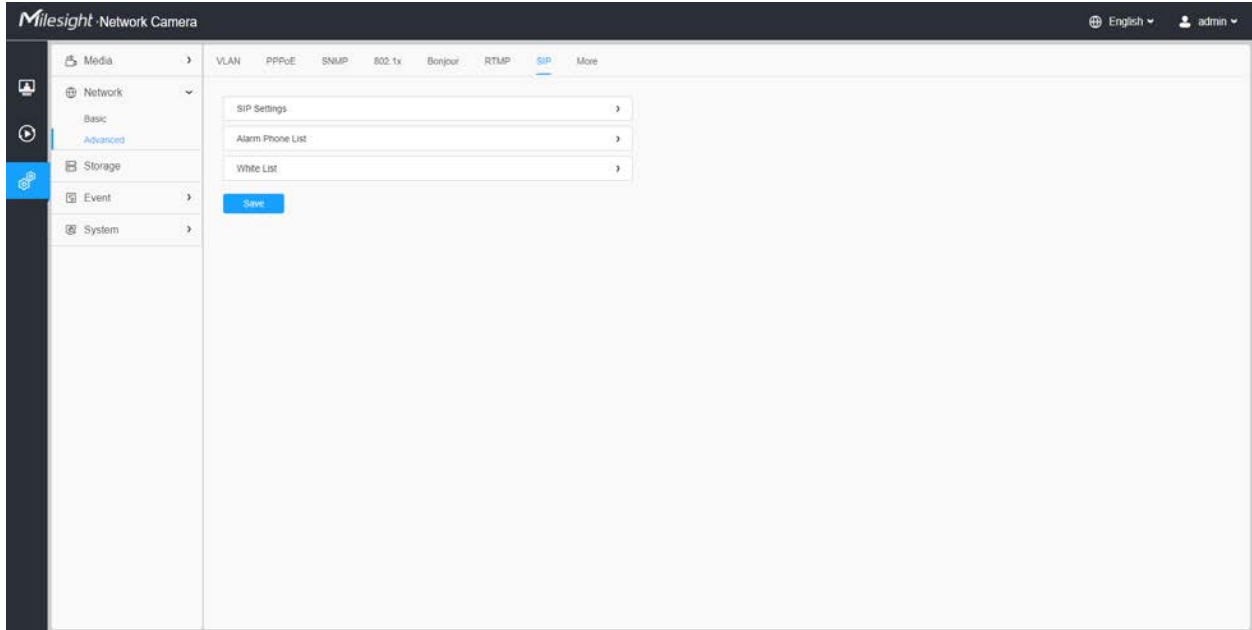 Milesight · Network Camera
English
admin
Media
Network
Basic
Advanced
Storage
Event
System
VLAN PPPoE SNMP 802.1x Bonjour RTMP SIP More
SIP Settings
Alarm Phone List
White List
Save